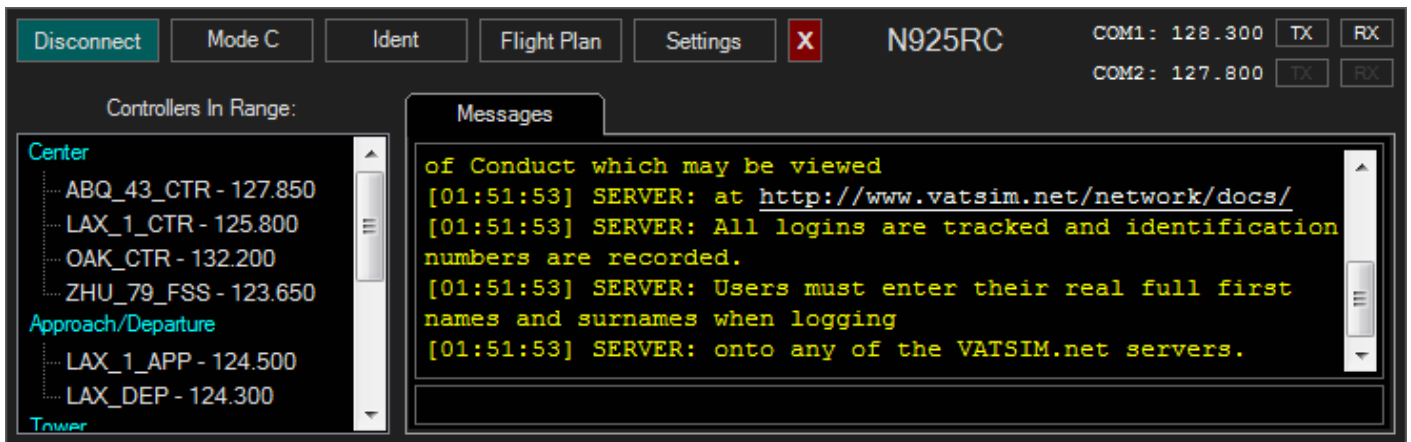 Disconnect Mode C Ident Flight Plan Settings X N925RC COM1: 128.300 TX RX
COM2: 127.800 TX RX
Controllers In Range:
Center
ABQ_43_CTR - 127.850
LAX_1_CTR - 125.800
OAK_CTR - 132.200
ZHU_79_FSS - 123.650
Approach/Departure
LAX_1_APP - 124.500
LAX_DEP - 124.300
Tower
Messages
of Conduct which may be viewed
[01:51:53] SERVER: at http://www.vatsim.net/network/docs/
[01:51:53] SERVER: All logins are tracked and identification
numbers are recorded.
[01:51:53] SERVER: Users must enter their real full first
names and surnames when logging
[01:51:53] SERVER: onto any of the VATSIM.net servers.